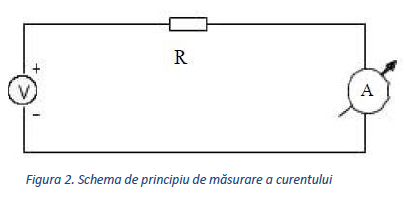 R
+
V
−
A
Figura 2. Schema de principiu de măsurare a curentului